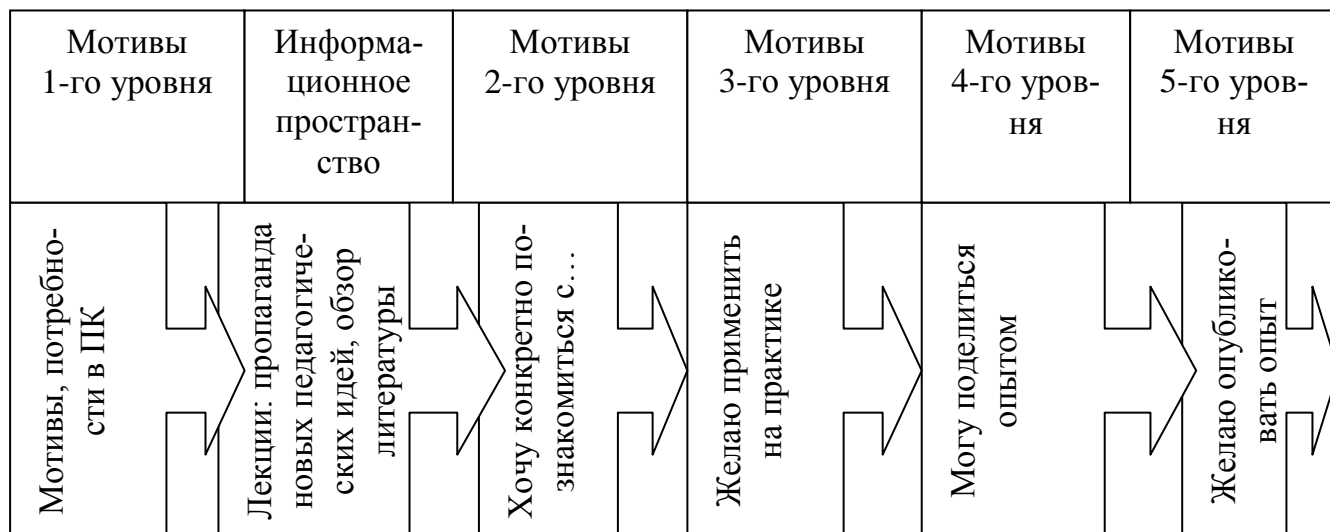 Мотивы
1-го уровня
Информа-
ционное
простран-
ство
Мотивы
2-го уровня
Мотивы
3-го уровня
Мотивы
4-го уров-
ня
Мотивы
5-го уров-
ня
Мотивы, потребно-
сти в ПК
Лекции: пропаганда
новых педагогиче-
ских идей, обзор
литературы
Хочу конкретно по-
знакомиться с…
Желаю применить
на практике
Могу поделиться
опытом
Желаю опублико-
вать опыт